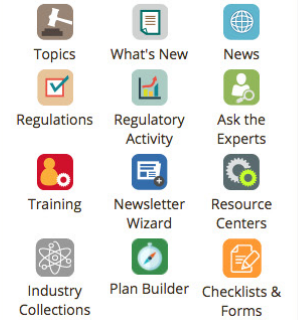 Topics
What's New
News
Regulations
Regulatory
Activity
Ask the
Experts
Training
Newsletter
Wizard
Resource
Centers
Industry
Collections
Plan Builder
Checklists &
Forms